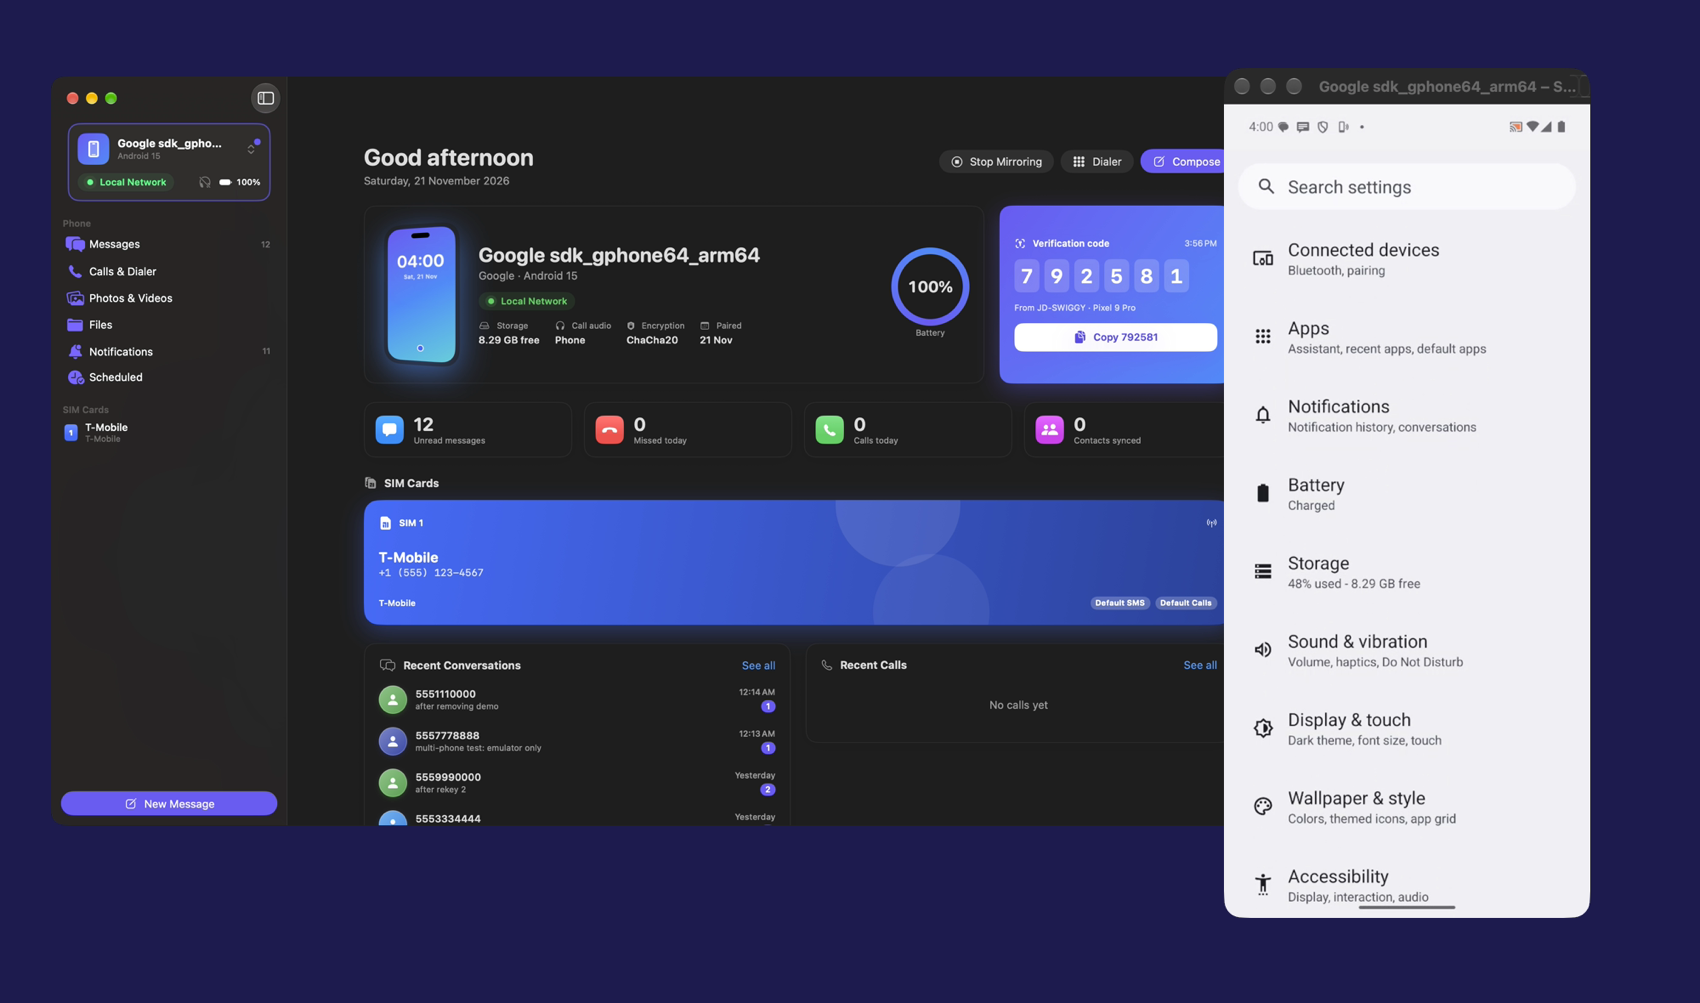 Google sdk_gpho...
Android 15
Local Network
100%
Phone
Messages
12
Calls & Dialer
Photos & Videos
Files
Notifications
11
Scheduled
SIM Cards
1
T-Mobile
T-Mobile
New Message
Good afternoon
Saturday, 21 November 2026
Stop Mirroring
Dialer
Compose
04:00
Sat, 21 Nov
Google sdk_gphone64_arm64
Google · Android 15
Local Network
Storage
8.29 GB free
Call audio
Phone
Encryption
ChaCha20
Paired
21 Nov
100%
Battery
Verification code
3:56 PM
7 9 2 5 8 1
From JD-SWIGGY · Pixel 9 Pro
Copy 792581
12
Unread messages
0
Missed today
0
Calls today
0
Contacts synced
SIM Cards
SIM 1
T-Mobile
+1 (555) 123-4567
T-Mobile
Default SMS
Default Calls
Recent Conversations
See all
5551110000
12:14 AM
after removing demo
1
5557778888
12:13 AM
multi-phone test: emulator only
1
5559990000
Yesterday
after rekey 2
2
5553334444
Yesterday
Recent Calls
See all
No calls yet
Google sdk_gphone64_arm64 – S...
4:00
Search settings
Connected devices
Bluetooth, pairing
Apps
Assistant, recent apps, default apps
Notifications
Notification history, conversations
Battery
Charged
Storage
48% used - 8.29 GB free
Sound & vibration
Volume, haptics, Do Not Disturb
Display & touch
Dark theme, font size, touch
Wallpaper & style
Colors, themed icons, app grid
Accessibility
Display, interaction, audio